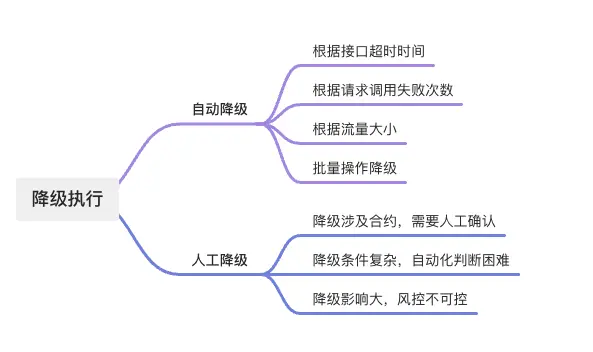 降级执行
自动降级
根据接口超时时间
根据请求调用失败次数
根据流量大小
批量操作降级
人工降级
降级涉及合约，需要人工确认
降级条件复杂，自动化判断困难
降级影响大，风控不可控